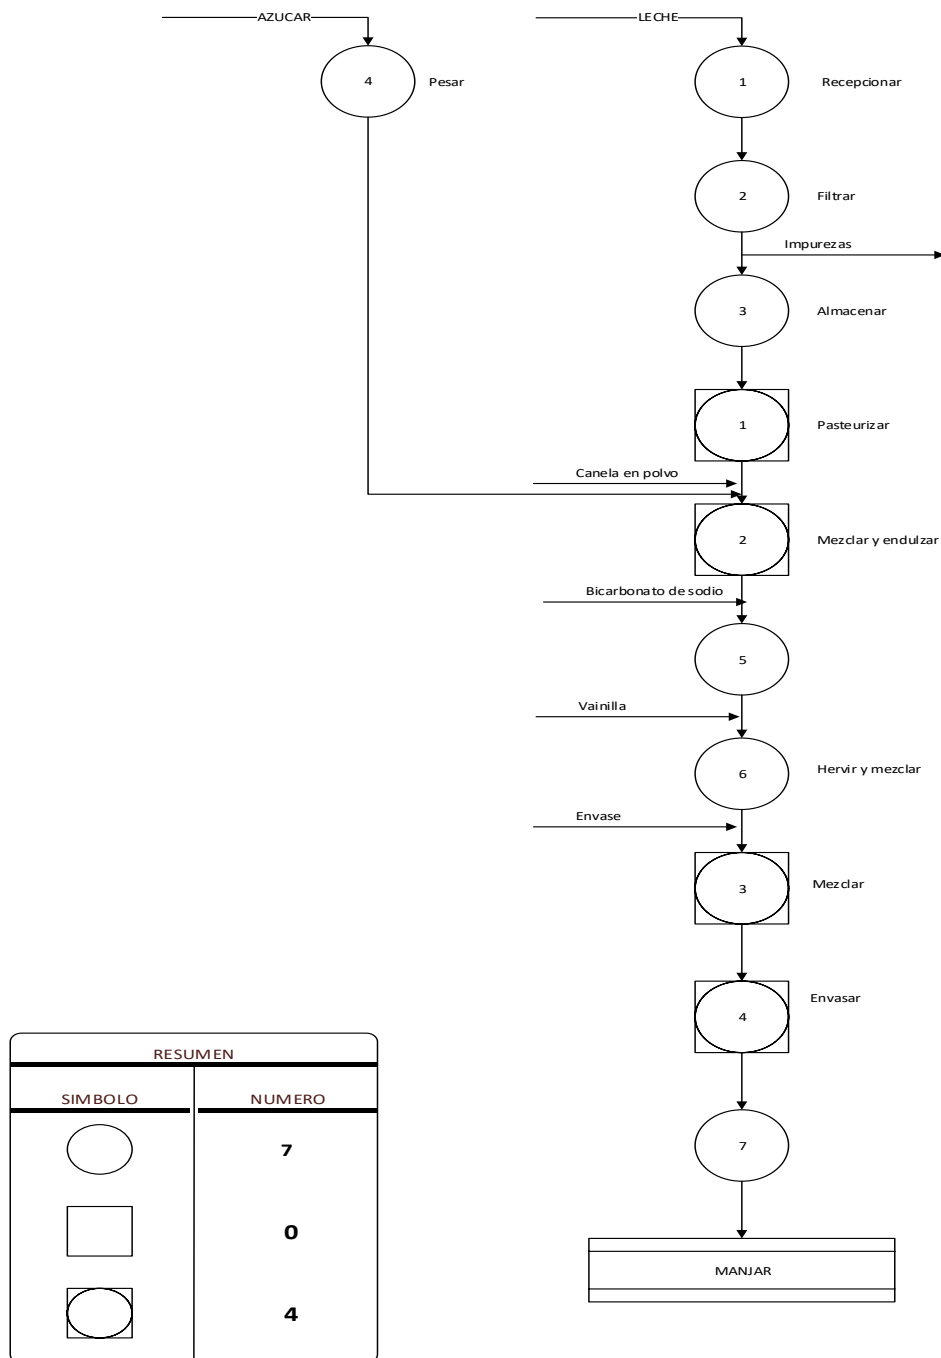 AZUCAR
LECHE
4
Pesar
1
Recepcionar
2
Filtrar
Impurezas
3
Almacenar
1
Pasteurizar
Canela en polvo
2
Mezclar y endulzar
Bicarbonato de sodio
5
Vainilla
6
Hervir y mezclar
Envase
3
Mezclar
4
Envasar
7
MANJAR
RESUMEN
SIMBOLO
NUMERO
7
0
4